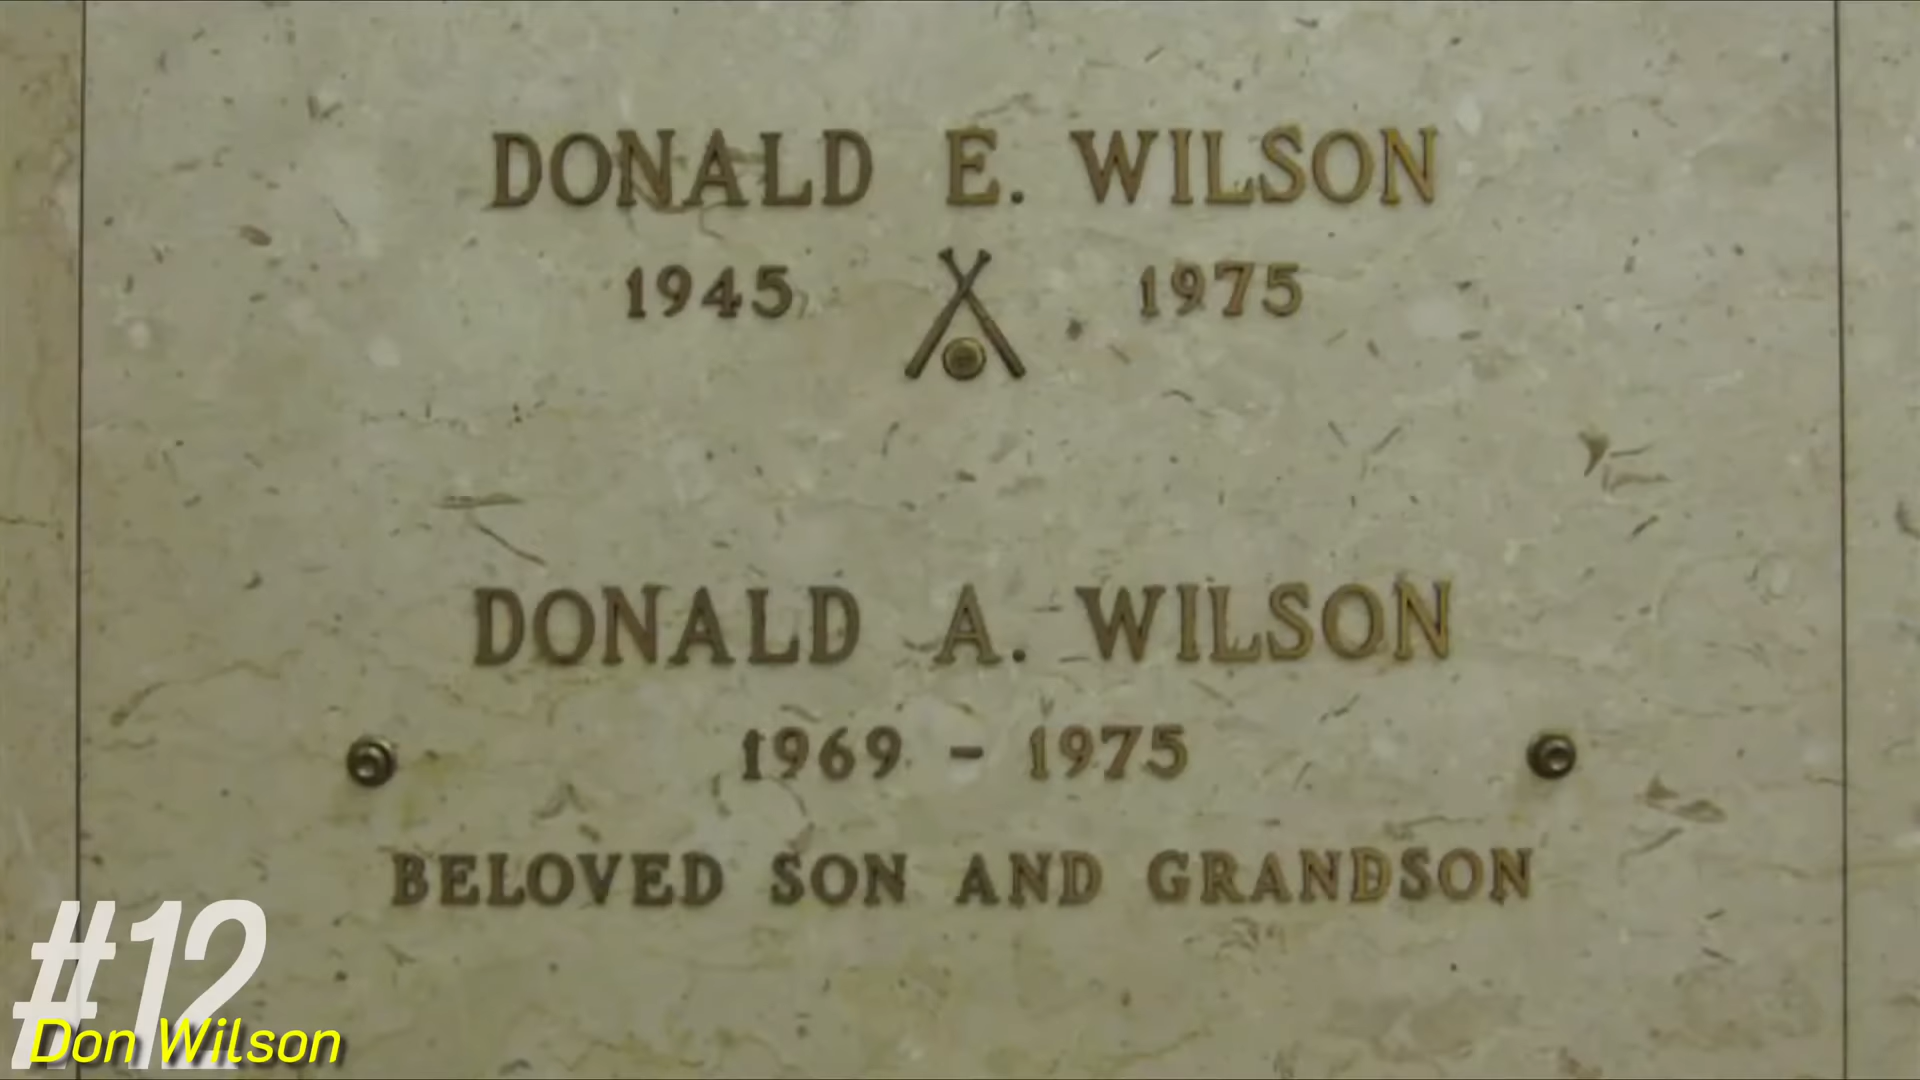 DONALD E. WILSON
1945 1975
DONALD A. WILSON
1969 - 1975
BELOVED SON AND GRANDSON
#12
Don Wilson